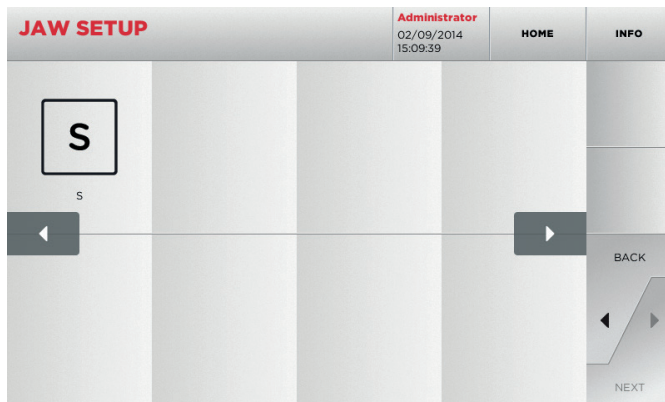 JAW SETUP
Administrator
02/09/2014
15:09:39
HOME
INFO
S
S
BACK
NEXT